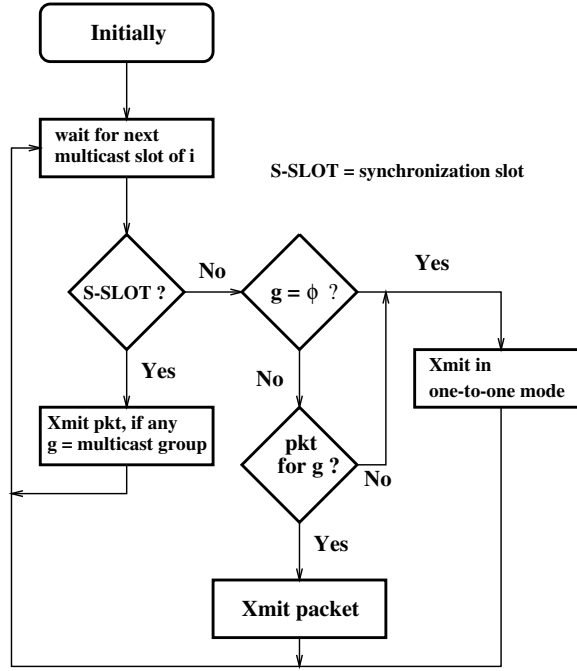 Initially
wait for next
multicast slot of i
S-SLOT = synchronization slot
S-SLOT ?
No
g = ϕ ?
Yes
Yes
No
Xmit in
one-to-one mode
Xmit pkt, if any
g = multicast group
pkt
for g ?
No
Yes
Xmit packet